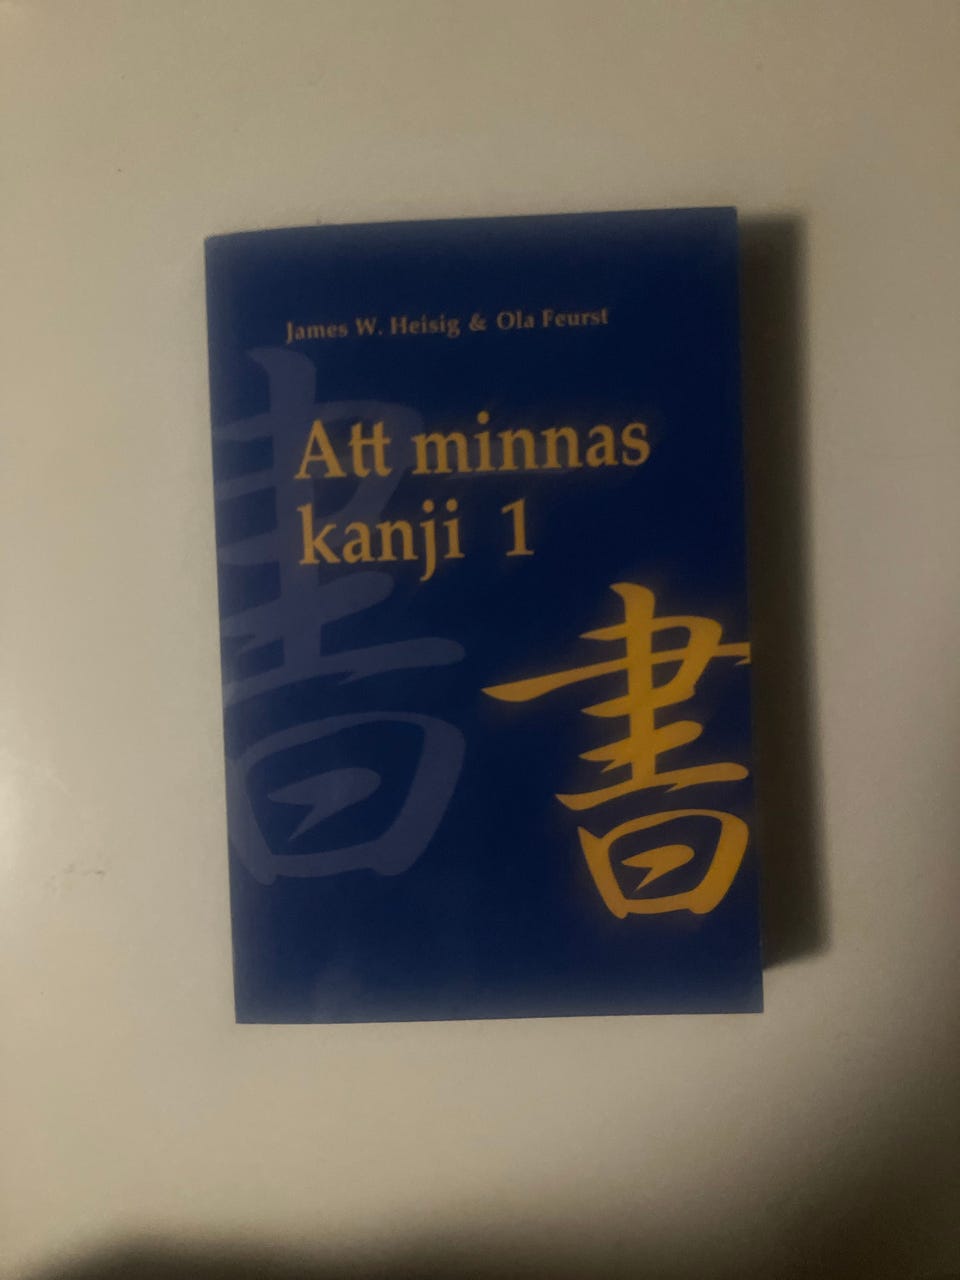 James W. Heisig & Ola Feurst
Att minnas
kanji 1
書
書